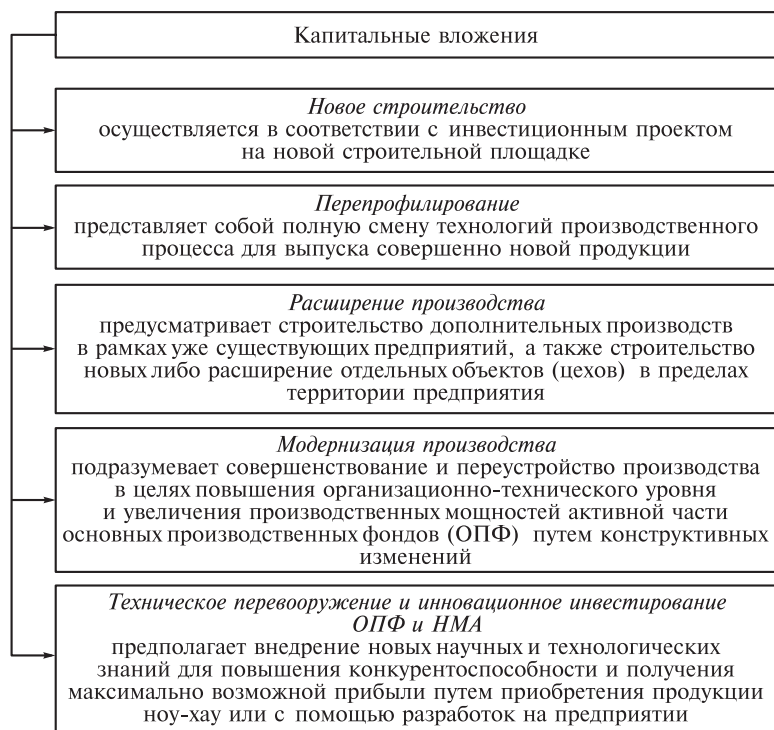 Капитальные вложения
Новое строительство
осуществляется в соответствии с инвестиционным проектом
на новой строительной площадке
Перепрофилирование
представляет собой полную смену технологий производственного
процесса для выпуска совершенно новой продукции
Расширение производства
предусматривает строительство дополнительных производств
в рамках уже существующих предприятий, а также строительство
новых либо расширение отдельных объектов (цехов) в пределах
территории предприятия
Модернизация производства
подразумевает совершенствование и переустройство производства
в целях повышения организационно-технического уровня
и увеличения производственных мощностей активной части
основных производственных фондов (ОПФ) путем конструктивных
изменений
Техническое перевооружение и инновационное инвестирование
ОПФ и НМА
предполагает внедрение новых научных и технологических
знаний для повышения конкурентоспособности и получения
максимально возможной прибыли путем приобретения продукции
ноу-хау или с помощью разработок на предприятии